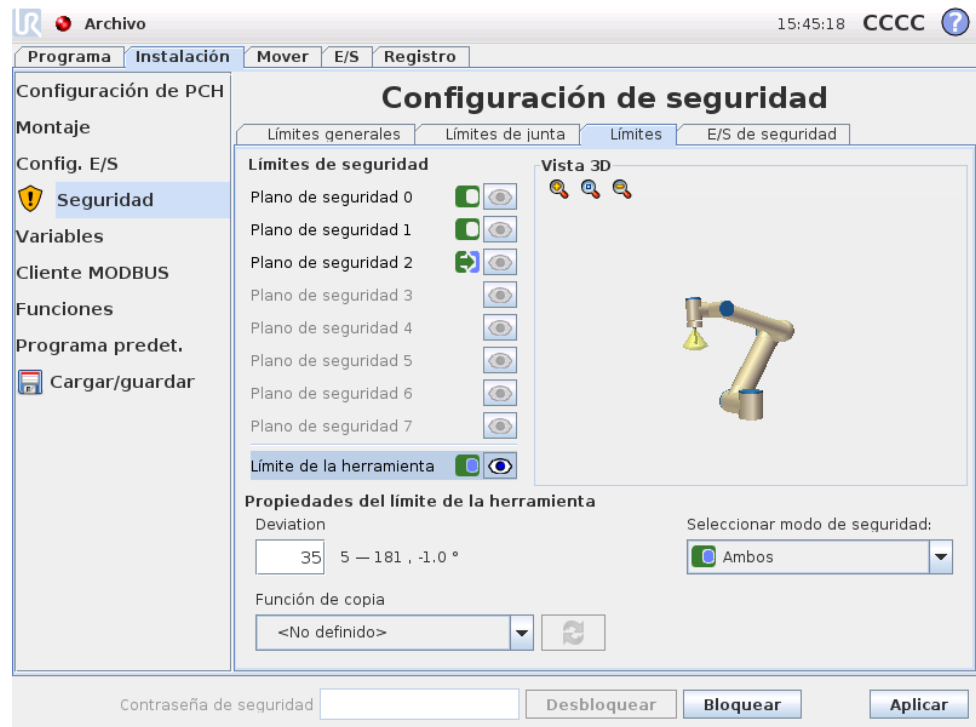 UR Archivo 15:45:18 CCCC ?
Programa Instalación Mover E/S Registro
Configuración de PCH
Montaje
Config. E/S
Seguridad
Variables
Cliente MODBUS
Funciones
Programa predet.
Cargar/guardar
Configuración de seguridad
Límites generales Límites de junta Límites E/S de seguridad
Límites de seguridad
Plano de seguridad 0
Plano de seguridad 1
Plano de seguridad 2
Plano de seguridad 3
Plano de seguridad 4
Plano de seguridad 5
Plano de seguridad 6
Plano de seguridad 7
Límite de la herramienta
Vista 3D
Propiedades del límite de la herramienta
Deviation
35 5 — 181 , -1.0 °
Seleccionar modo de seguridad:
Ambos
Función de copia
<No definido>
Contraseña de seguridad Desbloquear Bloquear Aplicar